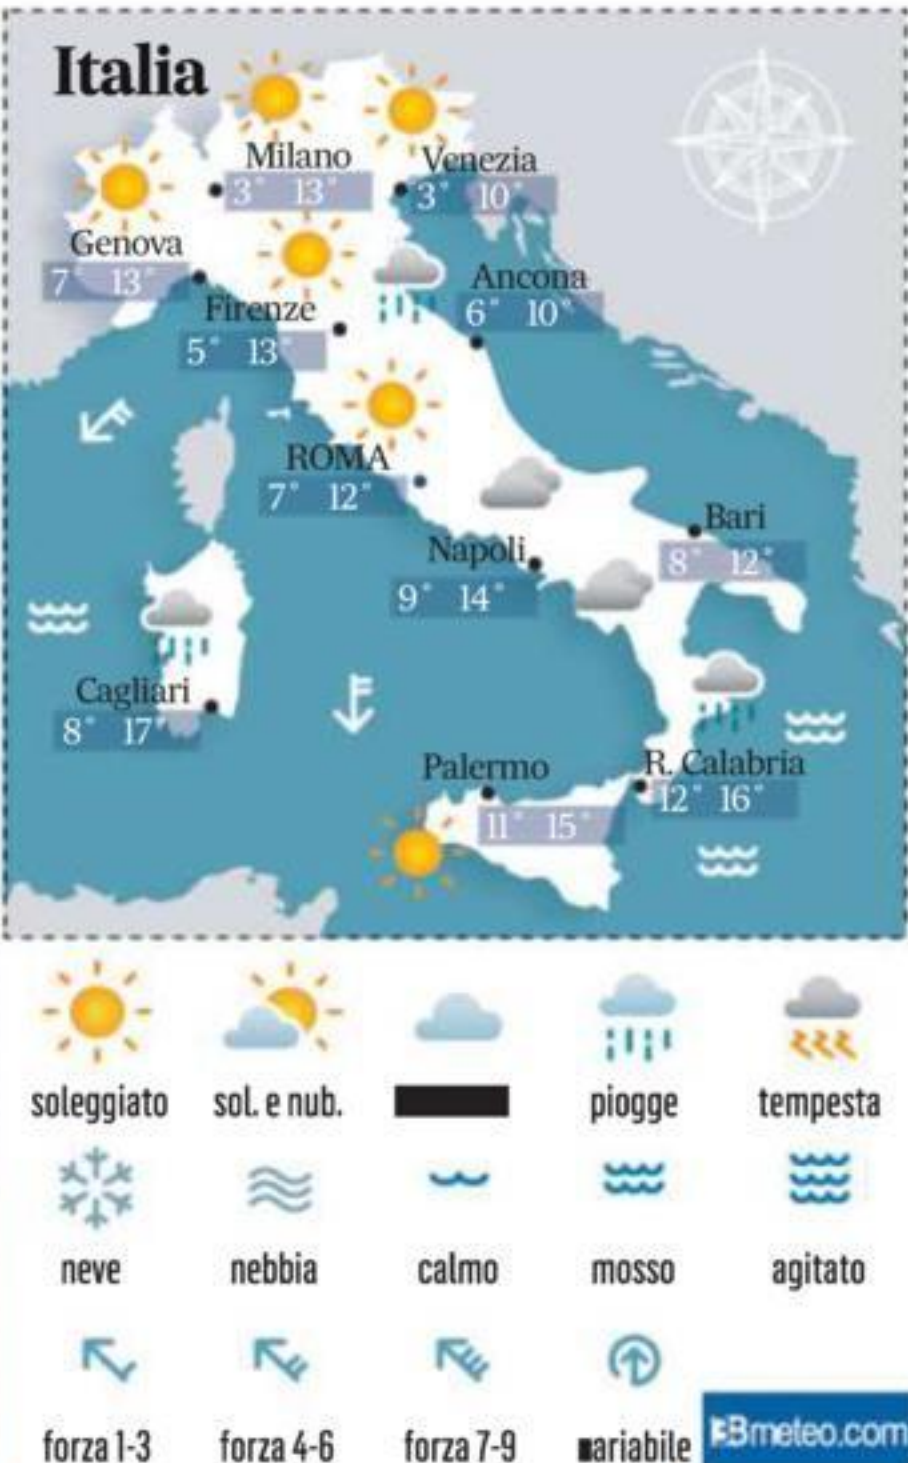 Italia
Milano
3° 13°
Venezia
3° 10°
Genova
7° 13°
Ancona
6° 10°
Firenze
5° 13°
ROMA
7° 12°
Bari
8° 12°
Napoli
9° 14°
Cagliari
8° 17°
Palermo
11° 15°
R. Calabria
12° 16°
soleggiato sol. e nub. piogge tempesta
neve nebbia calmo mosso agitato
forza 1-3 forza 4-6 forza 7-9 ariabile
Bmeteo.com